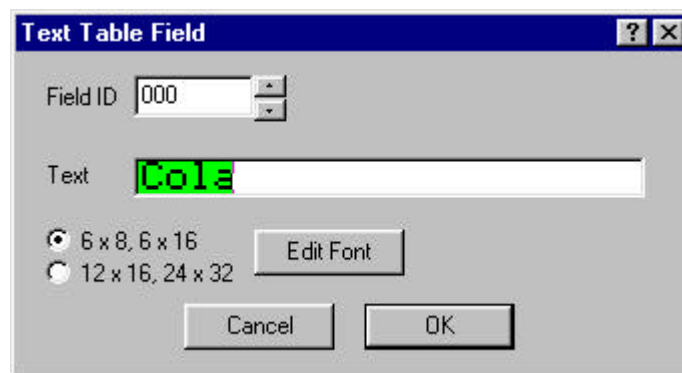 Text Table Field
Field ID 000
Text Cola
6 x 8, 6 x 16
Edit Font
12 x 16, 24 x 32
Cancel OK